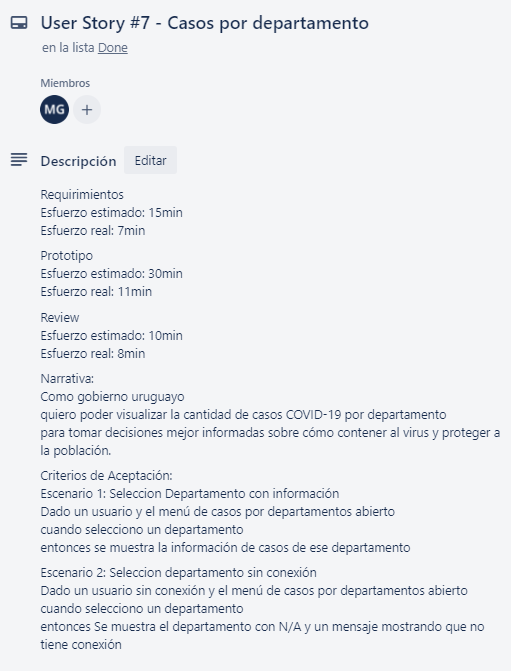 User Story #7 - Casos por departamento
en la lista Done
Miembros
MG +
Descripción Editar
Requirimientos
Esfuerzo estimado: 15min
Esfuerzo real: 7min
Prototipo
Esfuerzo estimado: 30min
Esfuerzo real: 11min
Review
Esfuerzo estimado: 10min
Esfuerzo real: 8min
Narrativa:
Como gobierno uruguayo
quiero poder visualizar la cantidad de casos COVID-19 por departamento
para tomar decisiones mejor informadas sobre cómo contener al virus y proteger a
la población.
Criterios de Aceptación:
Escenario 1: Seleccion Departamento con información
Dado un usuario y el menú de casos por departamentos abierto
cuando selecciono un departamento
entonces se muestra la información de casos de ese departamento
Escenario 2: Seleccion departamento sin conexión
Dado un usuario sin conexión y el menú de casos por departamentos abierto
cuando selecciono un departamento
entonces Se muestra el departamento con N/A y un mensaje mostrando que no
tiene conexión